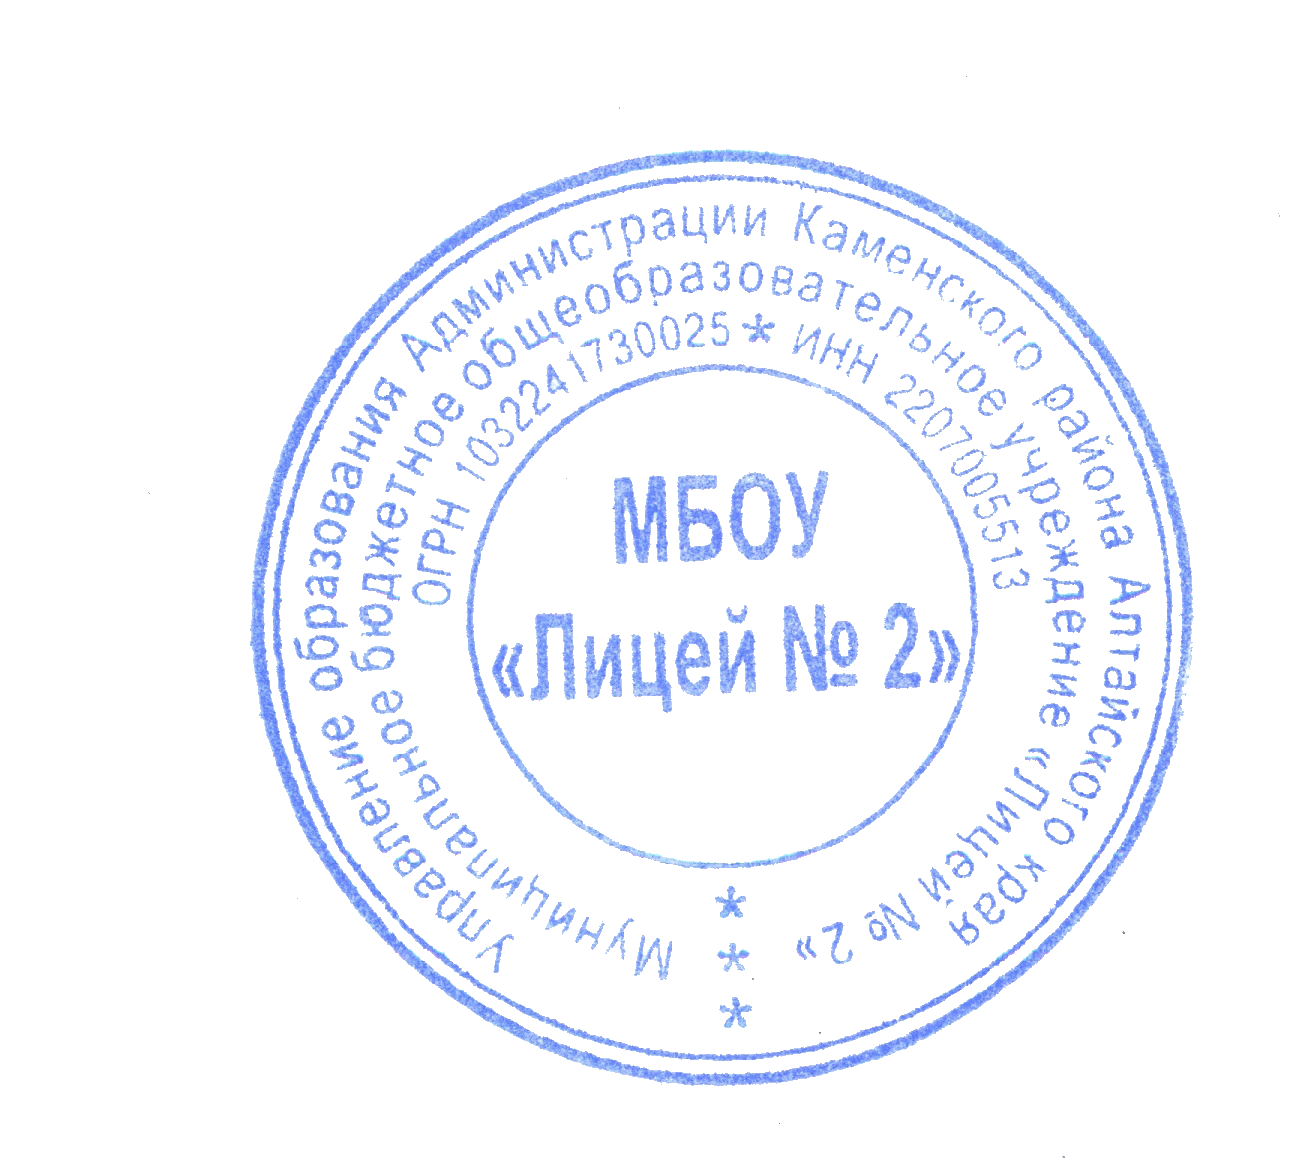 Управление образования Администрации Каменского района Алтайского края
Муниципальное бюджетное общеобразовательное учреждение «Лицей № 2»
ОГРН 1032241730025 * ИНН 2207005513
МБОУ
«Лицей № 2»
*
*
*